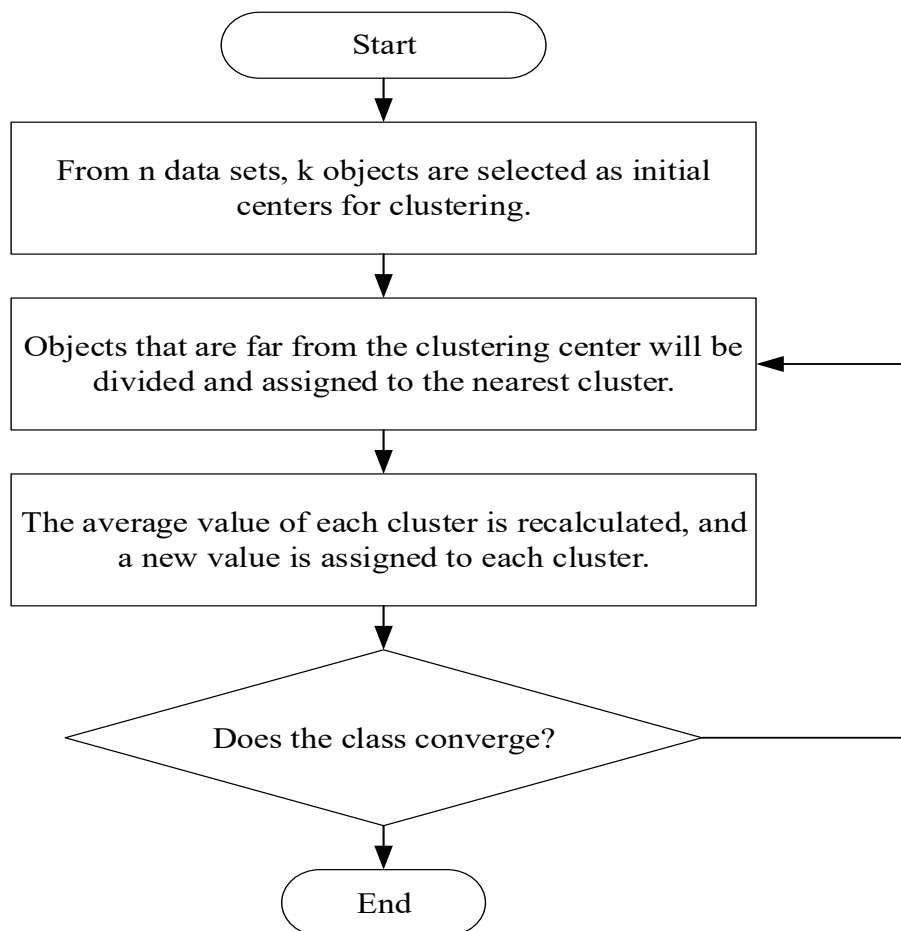 Start
From n data sets, k objects are selected as initial
centers for clustering.
Objects that are far from the clustering center will be
divided and assigned to the nearest cluster.
The average value of each cluster is recalculated, and
a new value is assigned to each cluster.
Does the class converge?
End